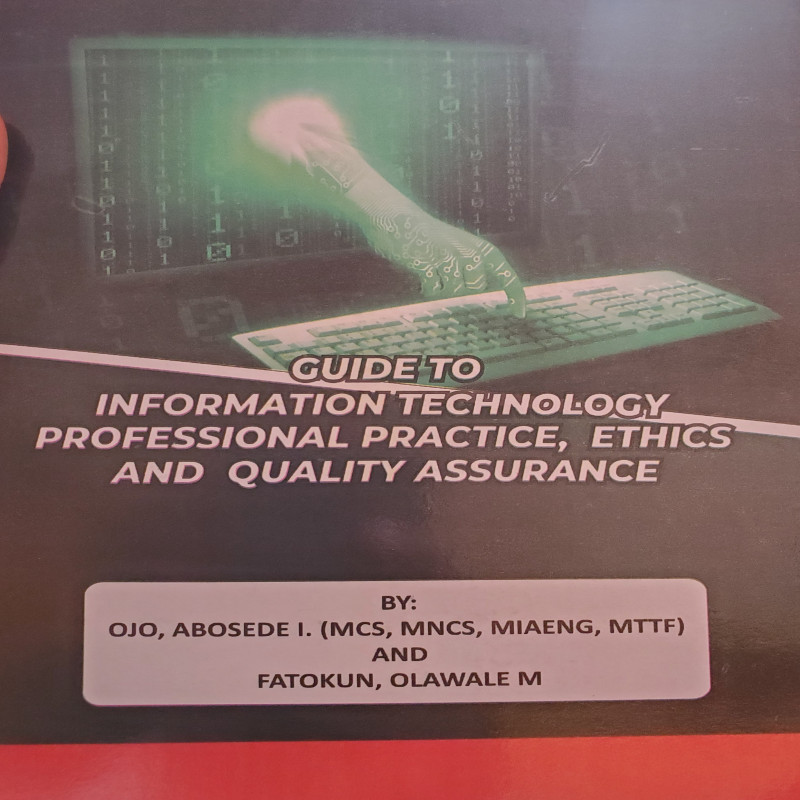 GUIDE TO
INFORMATION TECHNOLOGY
PROFESSIONAL PRACTICE, ETHICS
AND QUALITY ASSURANCE
BY:
OJO, ABOSEDE I. (MCS, MNCS, MIAENG, MTTF)
AND
FATOKUN, OLAWALE M